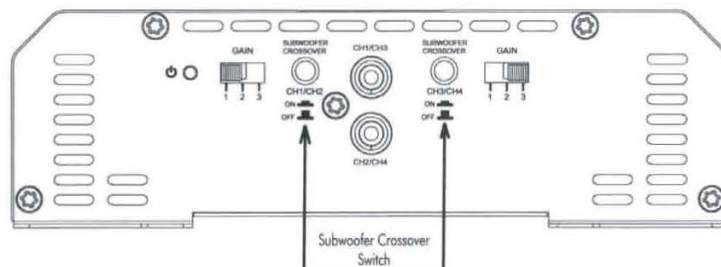 GAIN
SUBWOOFER
CROSSOVER
CH1/CH3
SUBWOOFER
CROSSOVER
GAIN
1 2 3
CH1/CH2
ON
OFF
CH3/CH4
ON
OFF
1 2 3
CH2/CH4
Subwoofer Crossover
Switch